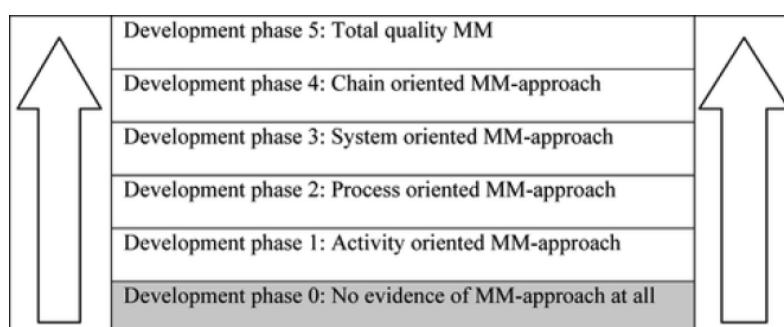 Development phase 5: Total quality MM
Development phase 4: Chain oriented MM-approach
Development phase 3: System oriented MM-approach
Development phase 2: Process oriented MM-approach
Development phase 1: Activity oriented MM-approach
Development phase 0: No evidence of MM-approach at all